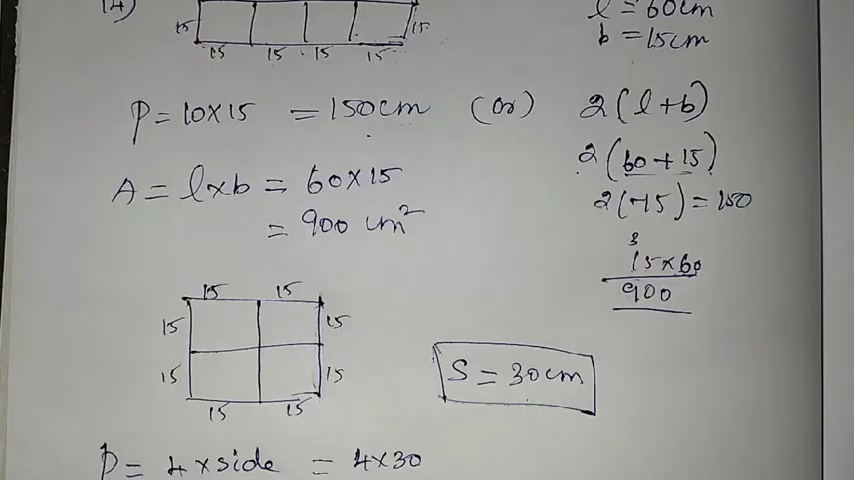 14)
15 15
15 15 15 15
l = 60cm
b = 15cm
P = 10×15 = 150cm (or) 2(l+b)
2(60+15)
A = l×b = 60×15
2(75) = 150
= 900 cm²
3
15×60
900
15 15
15 15
15 15
15 15
S = 30cm
P = 4×side = 4×30